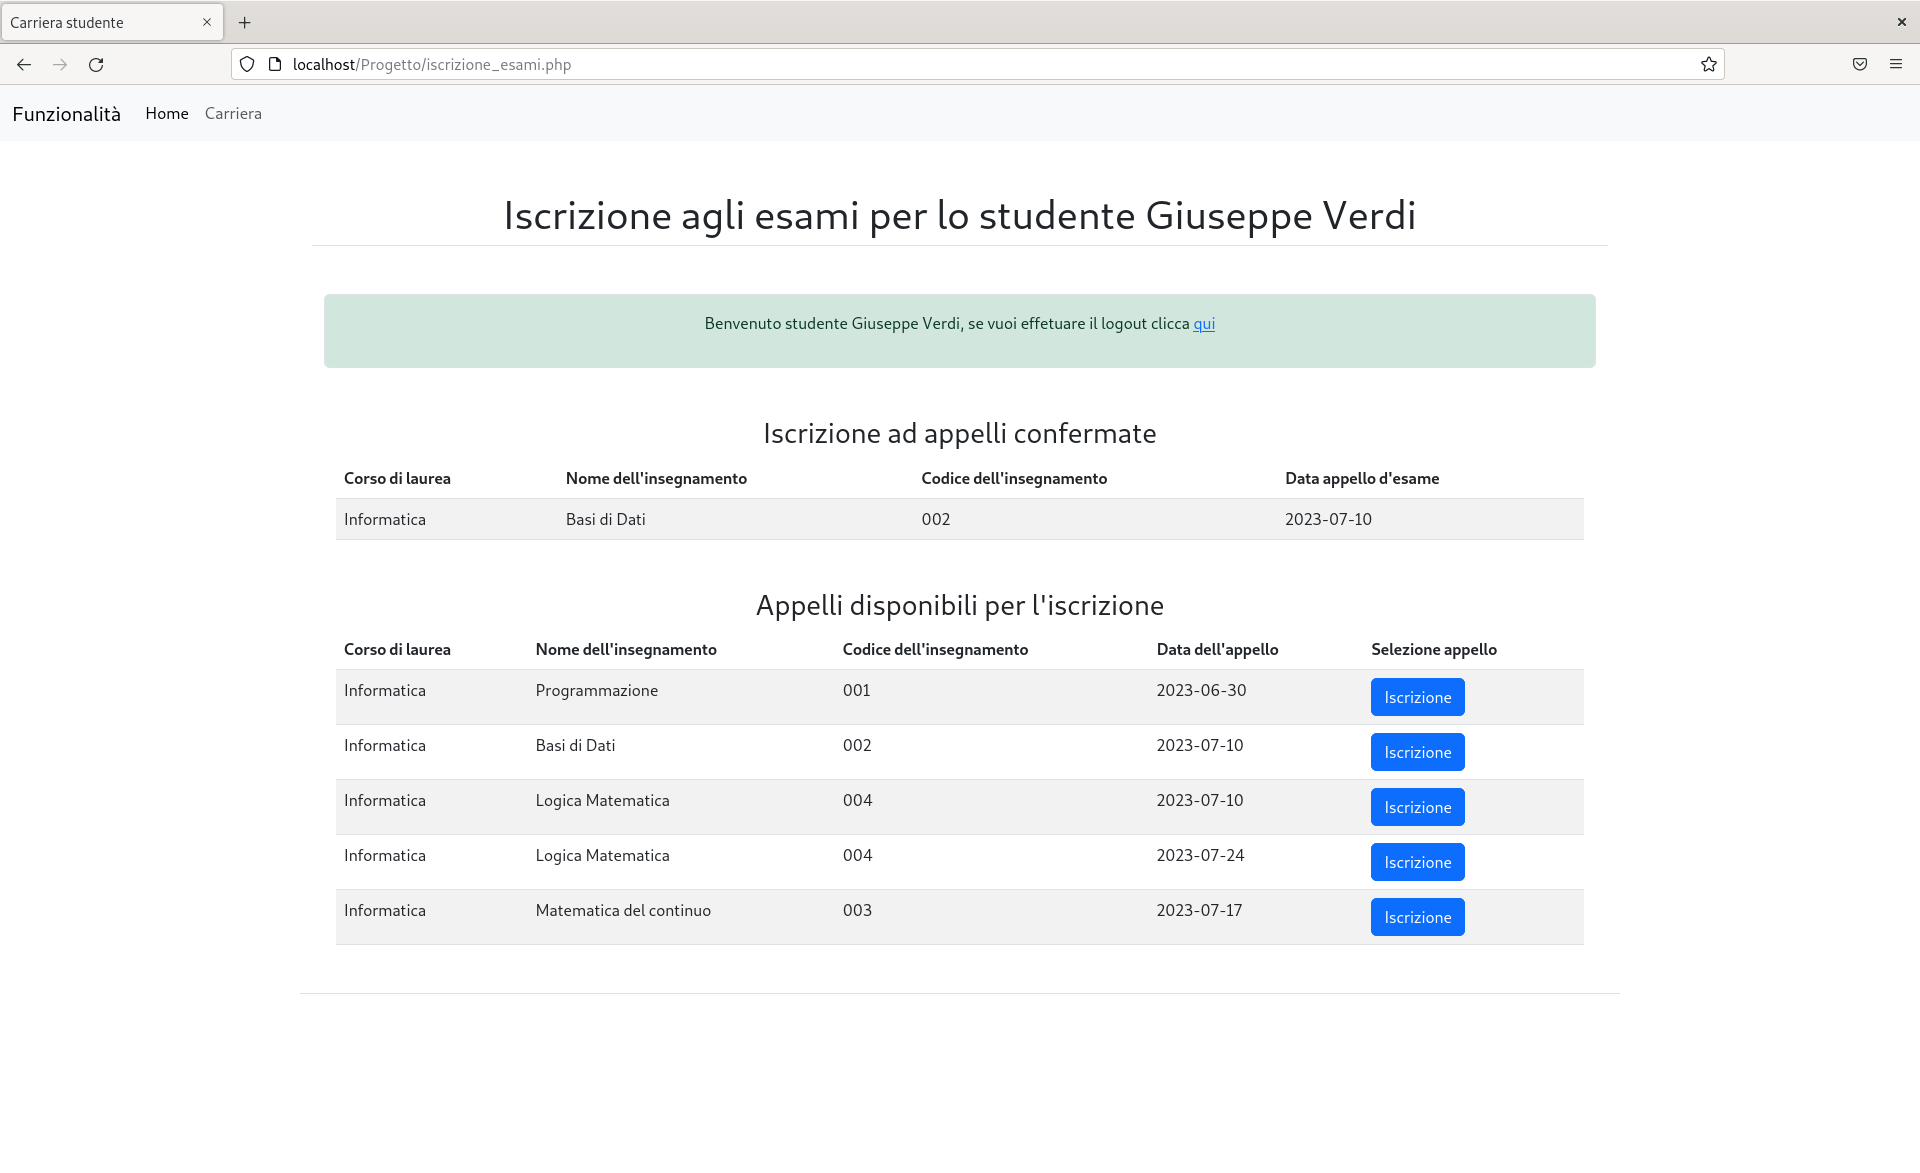 Carriera studente
localhost/Progetto/iscrizione_esami.php
Funzionalità Home Carriera
Iscrizione agli esami per lo studente Giuseppe Verdi
Benvenuto studente Giuseppe Verdi, se vuoi effetuare il logout clicca qui
Iscrizione ad appelli confermate
Corso di laurea Nome dell'insegnamento Codice dell'insegnamento Data appello d'esame
Informatica Basi di Dati 002 2023-07-10
Appelli disponibili per l'iscrizione
Corso di laurea Nome dell'insegnamento Codice dell'insegnamento Data dell'appello Selezione appello
Informatica Programmazione 001 2023-06-30 Iscrizione
Informatica Basi di Dati 002 2023-07-10 Iscrizione
Informatica Logica Matematica 004 2023-07-10 Iscrizione
Informatica Logica Matematica 004 2023-07-24 Iscrizione
Informatica Matematica del continuo 003 2023-07-17 Iscrizione